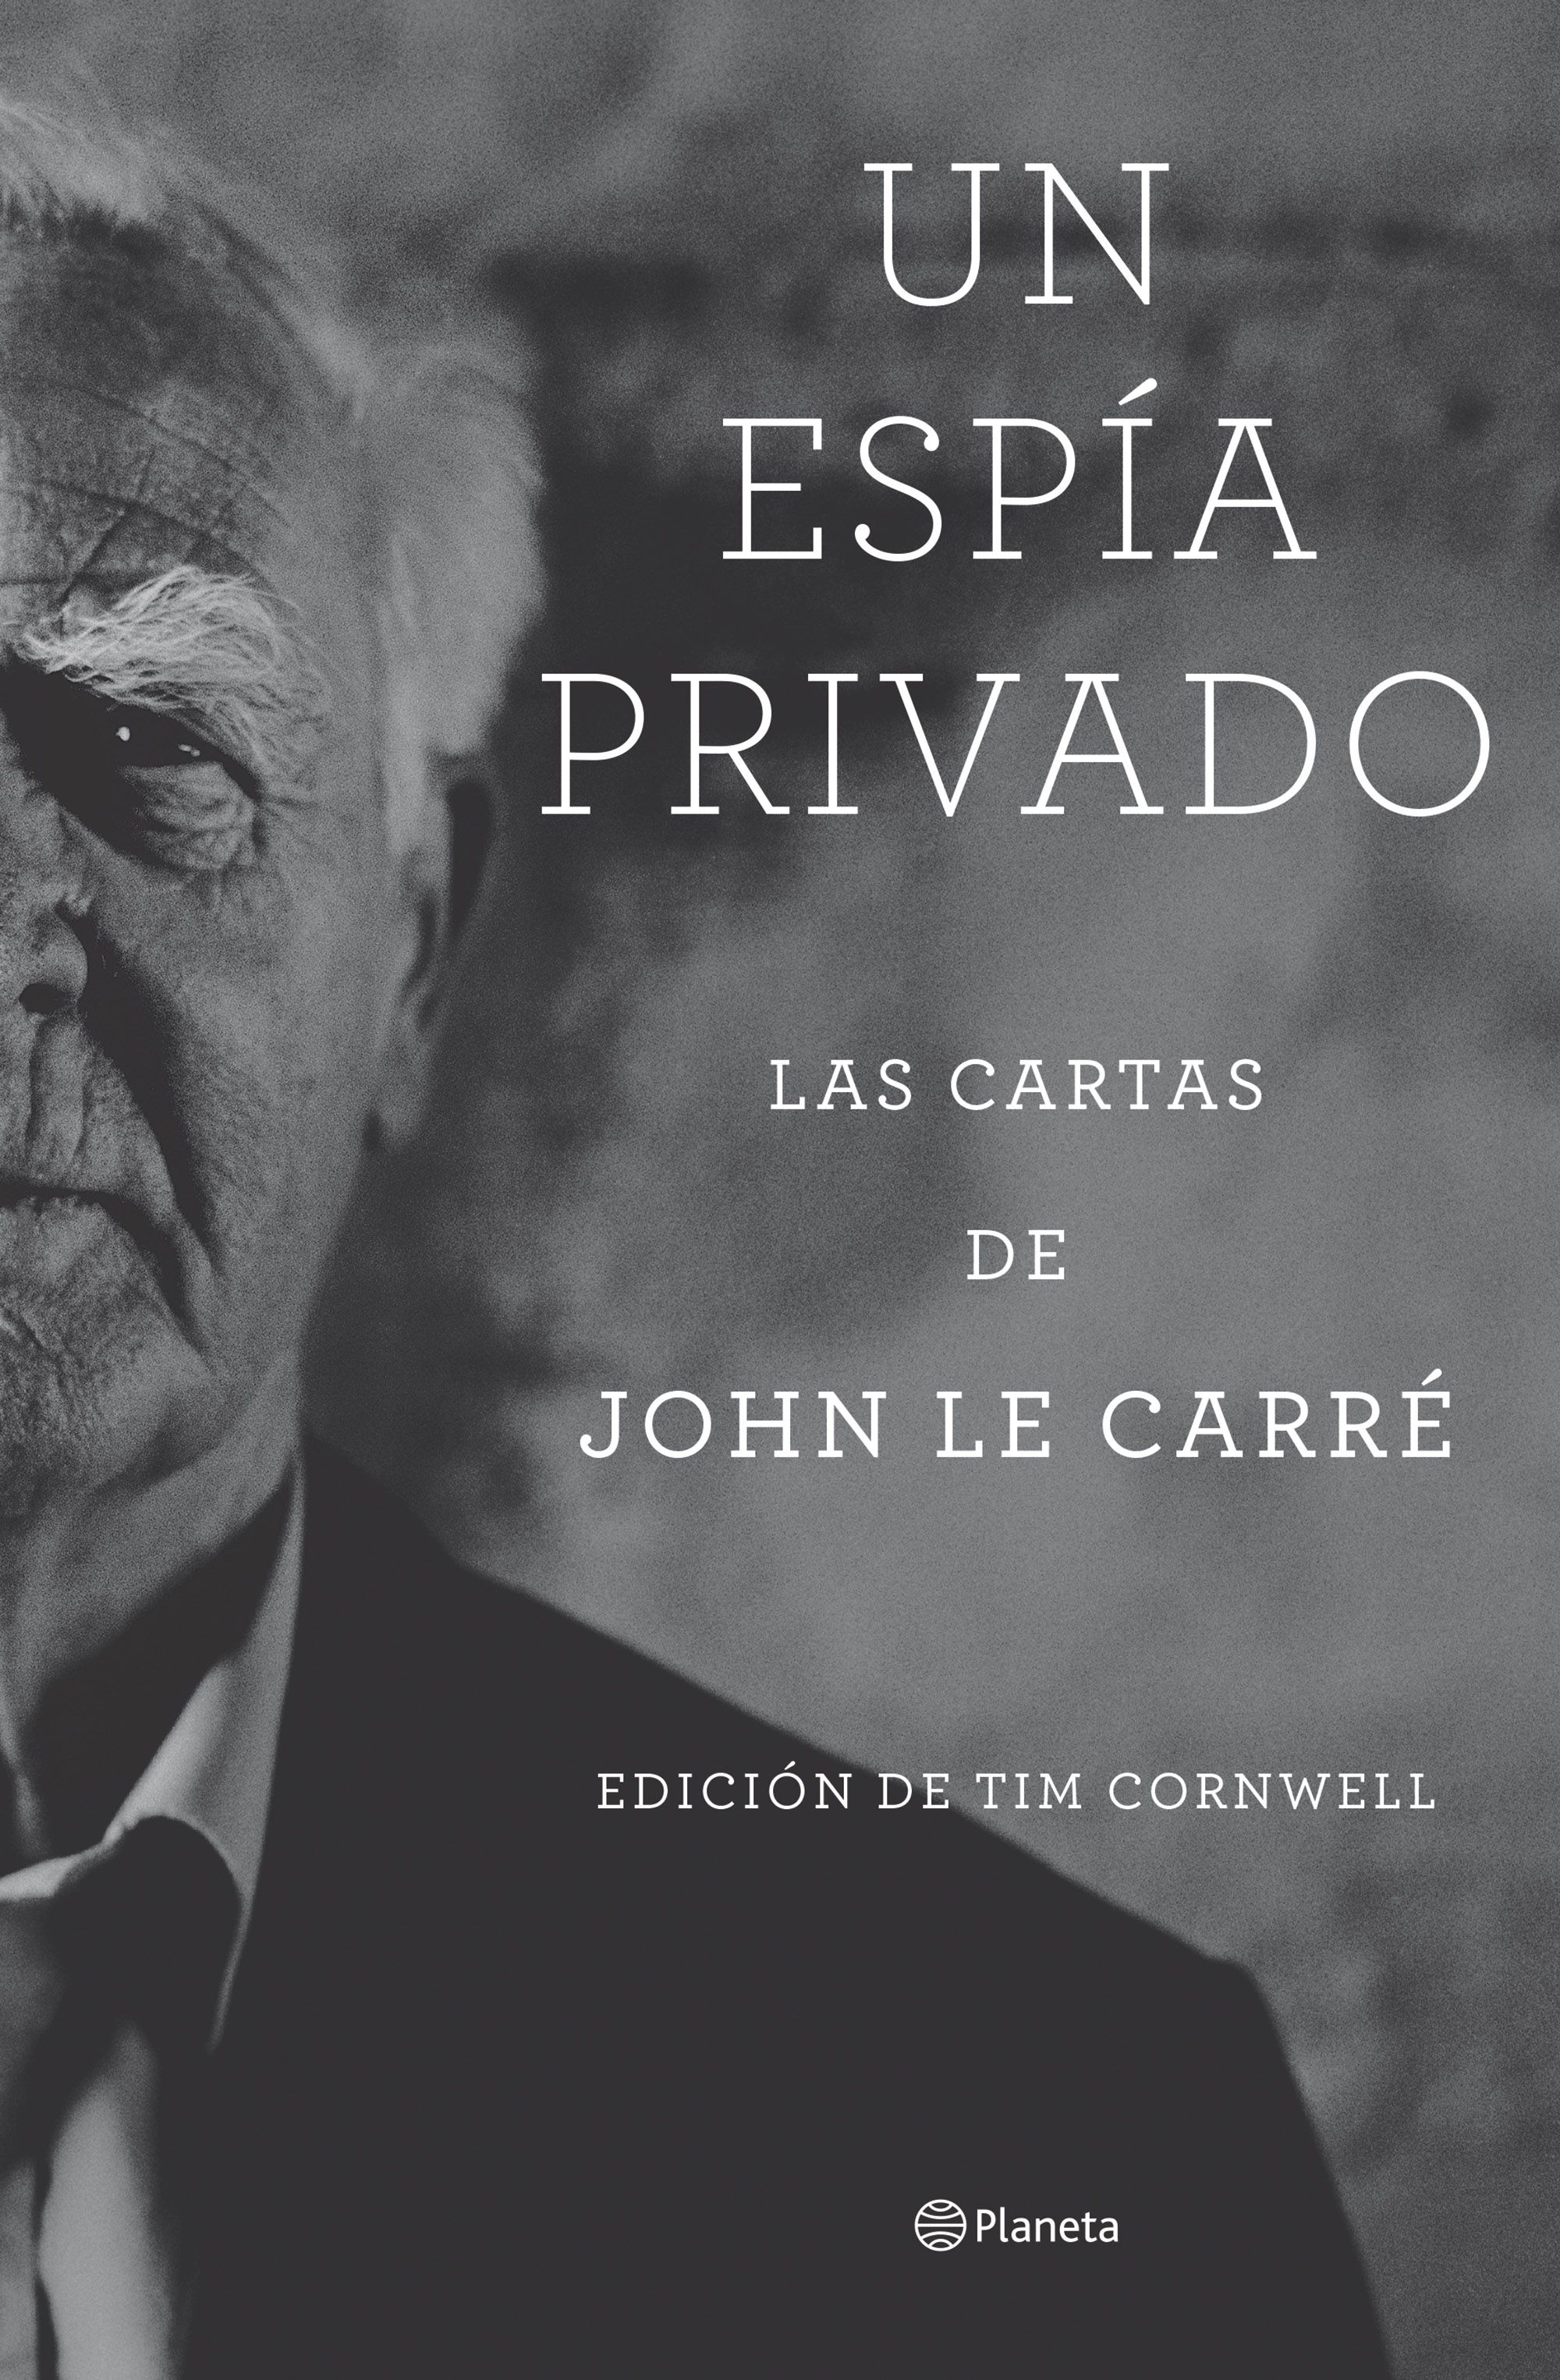 UN
ESPÍA
PRIVADO
LAS CARTAS
DE
JOHN LE CARRÉ
EDICIÓN DE TIM CORNWELL
Planeta